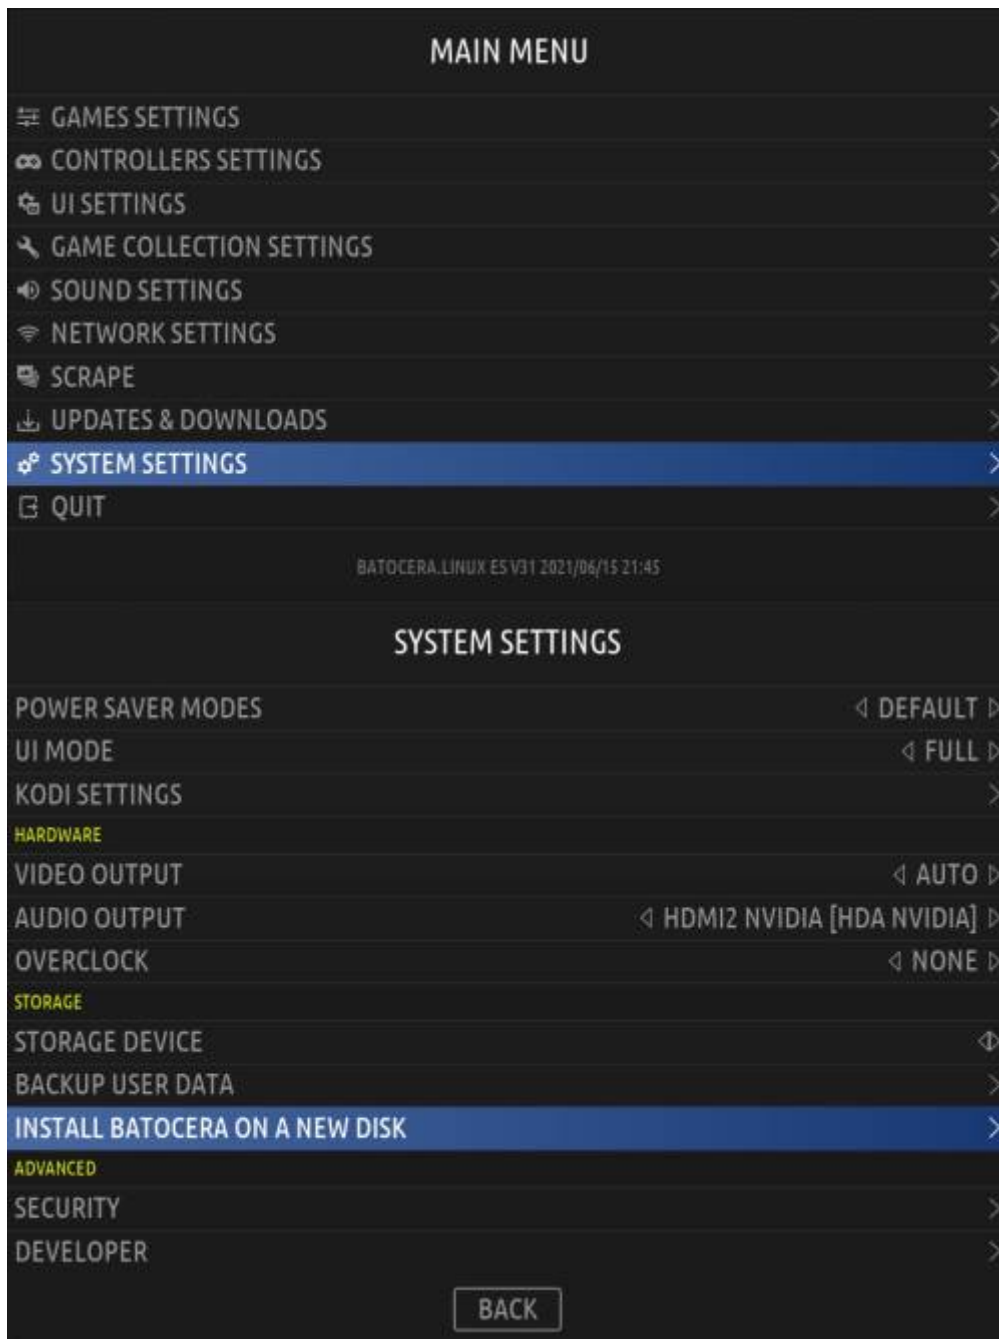 MAIN MENU
GAMES SETTINGS
CONTROLLERS SETTINGS
UI SETTINGS
GAME COLLECTION SETTINGS
SOUND SETTINGS
NETWORK SETTINGS
SCRAPE
UPDATES & DOWNLOADS
SYSTEM SETTINGS
QUIT
BATOCERA.LINUX ES V31 2021/06/15 21:45
SYSTEM SETTINGS
POWER SAVER MODES DEFAULT
UI MODE FULL
KODI SETTINGS
HARDWARE
VIDEO OUTPUT AUTO
AUDIO OUTPUT HDMI2 NVIDIA [HDA NVIDIA]
OVERCLOCK NONE
STORAGE
STORAGE DEVICE
BACKUP USER DATA
INSTALL BATOCERA ON A NEW DISK
ADVANCED
SECURITY
DEVELOPER
BACK